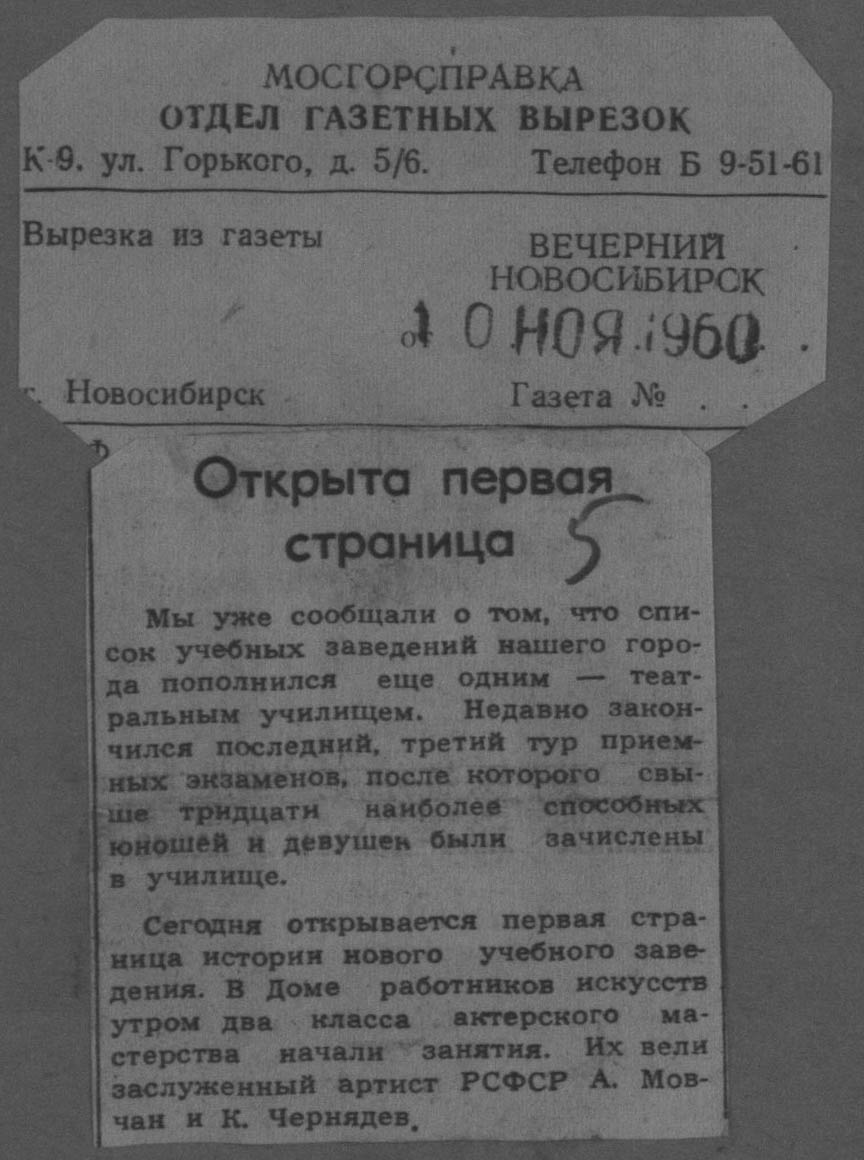 МОСГОРСПРАВКА
ОТДЕЛ ГАЗЕТНЫХ ВЫРЕЗОК
К-9. ул. Горького, д. 5/6. Телефон Б 9-51-61
Вырезка из газеты
ВЕЧЕРНИЙ
НОВОСИБИРСК
от 10 НОЯ 1960
г. Новосибирск Газета № . .
Ф
Открыта первая
страница 5
Мы уже сообщали о том, что спи-
сок учебных заведений нашего горо-
да пополнился еще одним — теат-
ральным училищем. Недавно закон-
чился последний, третий тур прием-
ных экзаменов, после которого свы-
ше тридцати наиболее способных
юношей и девушек были зачислены
в училище.
Сегодня открывается первая стра-
ница истории нового учебного заве-
дения. В Доме работников искусств
утром два класса актерского ма-
стерства начали занятия. Их вели
заслуженный артист РСФСР А. Мов-
чан и К. Чернядев.